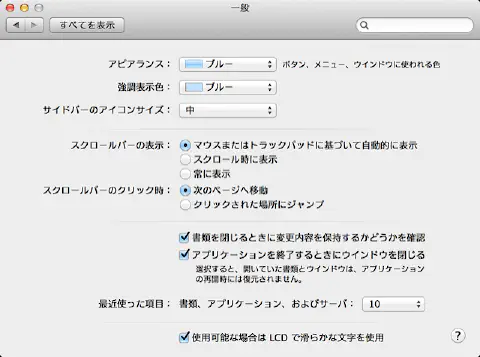 一般
すべてを表示
アピアランス： ブルー ボタン、メニュー、ウインドウに使われる色
強調表示色： ブルー
サイドバーのアイコンサイズ： 中
スクロールバーの表示： マウスまたはトラックパッドに基づいて自動的に表示
スクロール時に表示
常に表示
スクロールバーのクリック時： 次のページへ移動
クリックされた場所にジャンプ
書類を閉じるときに変更内容を保持するかどうかを確認
アプリケーションを終了するときにウインドウを閉じる
選択すると、開いていた書類とウインドウは、アプリケーション
の再開時には復元されません。
最近使った項目： 書類、アプリケーション、およびサーバ： 10
使用可能な場合は LCD で滑らかな文字を使用
?